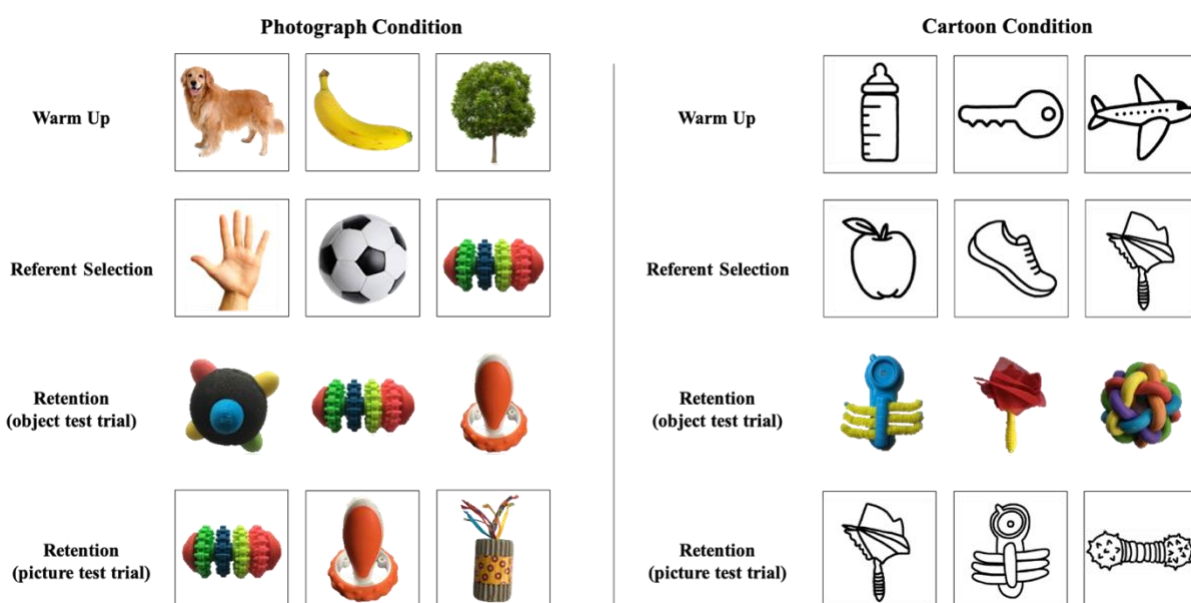 Photograph Condition
Cartoon Condition
Warm Up
Warm Up
Referent Selection
Referent Selection
Retention
(object test trial)
Retention
(object test trial)
Retention
(picture test trial)
Retention
(picture test trial)